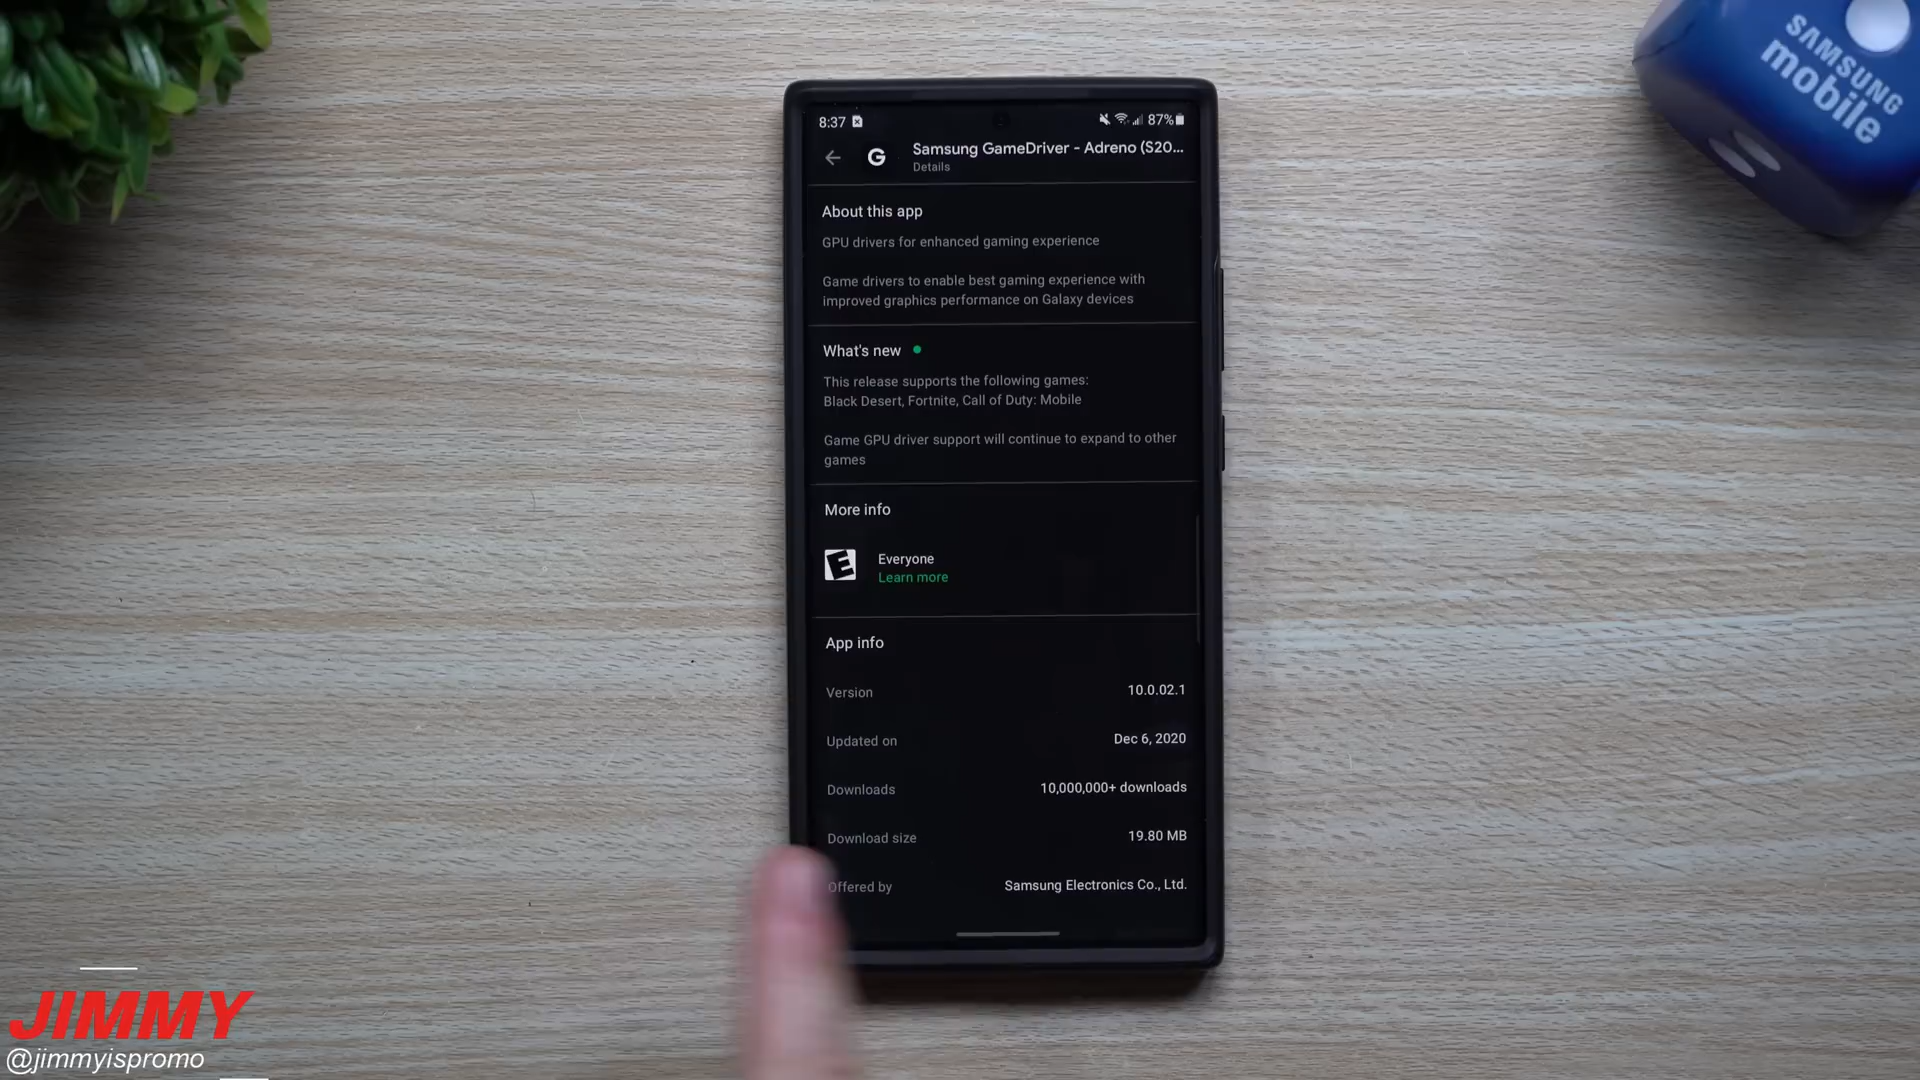 SAMSUNG
mobile
8:37
87%
Samsung GameDriver - Adreno (S20...
Details
About this app
GPU drivers for enhanced gaming experience
Game drivers to enable best gaming experience with
improved graphics performance on Galaxy devices
What's new
This release supports the following games:
Black Desert, Fortnite, Call of Duty: Mobile
Game GPU driver support will continue to expand to other
games
More info
E
Everyone
Learn more
App info
Version 10.0.02.1
Updated on Dec 6, 2020
Downloads 10,000,000+ downloads
Download size 19.80 MB
Offered by Samsung Electronics Co., Ltd.
JIMMY
@jimmyispromo